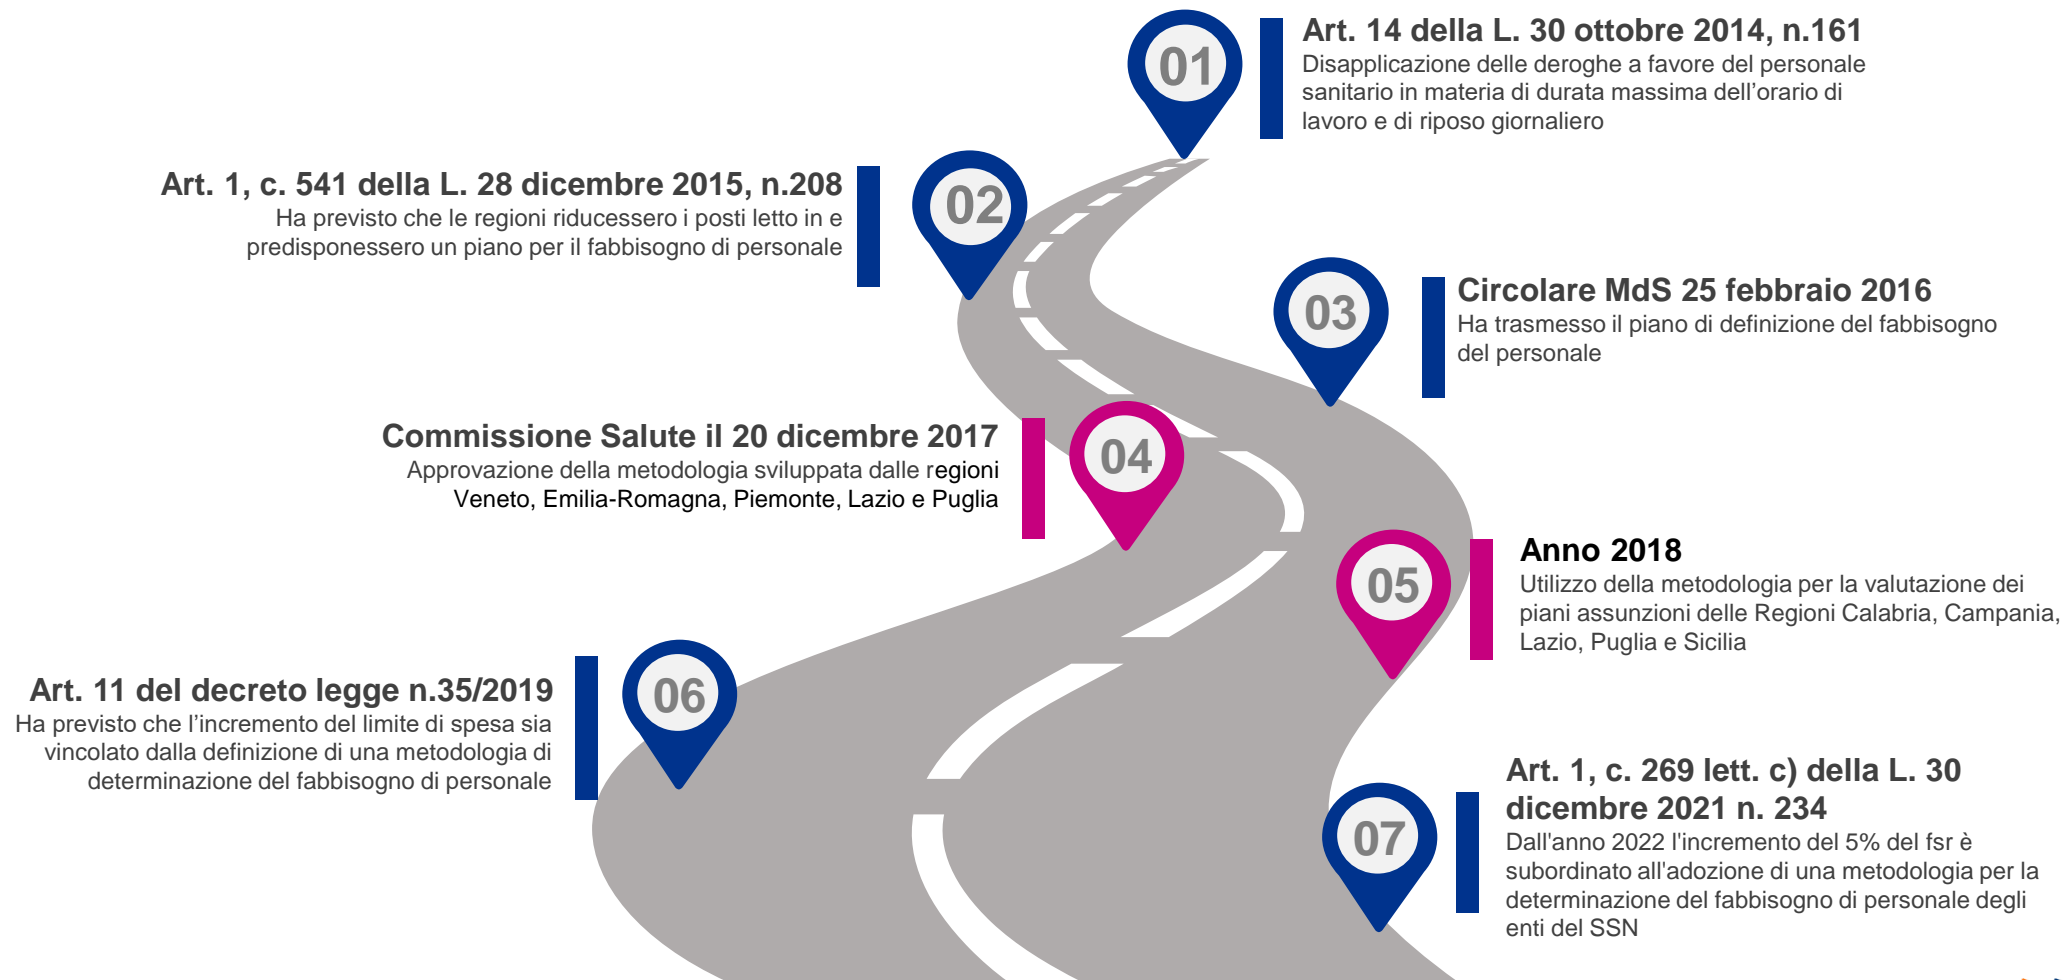 01
Art. 14 della L. 30 ottobre 2014, n.161
Disapplicazione delle deroghe a favore del personale
sanitario in materia di durata massima dell'orario di
lavoro e di riposo giornaliero
Art. 1, c. 541 della L. 28 dicembre 2015, n.208
Ha previsto che le regioni riducessero i posti letto in e
predisponessero un piano per il fabbisogno di personale
02
03
Circolare MdS 25 febbraio 2016
Ha trasmesso il piano di definizione del fabbisogno
del personale
Commissione Salute il 20 dicembre 2017
Approvazione della metodologia sviluppata dalle regioni
Veneto, Emilia-Romagna, Piemonte, Lazio e Puglia
04
05
Anno 2018
Utilizzo della metodologia per la valutazione dei
piani assunzioni delle Regioni Calabria, Campania,
Lazio, Puglia e Sicilia
Art. 11 del decreto legge n.35/2019
Ha previsto che l'incremento del limite di spesa sia
vincolato dalla definizione di una metodologia di
determinazione del fabbisogno di personale
06
07
Art. 1, c. 269 lett. c) della L. 30
dicembre 2021 n. 234
Dall'anno 2022 l'incremento del 5% del fsr è
subordinato all'adozione di una metodologia per la
determinazione del fabbisogno di personale degli
enti del SSN